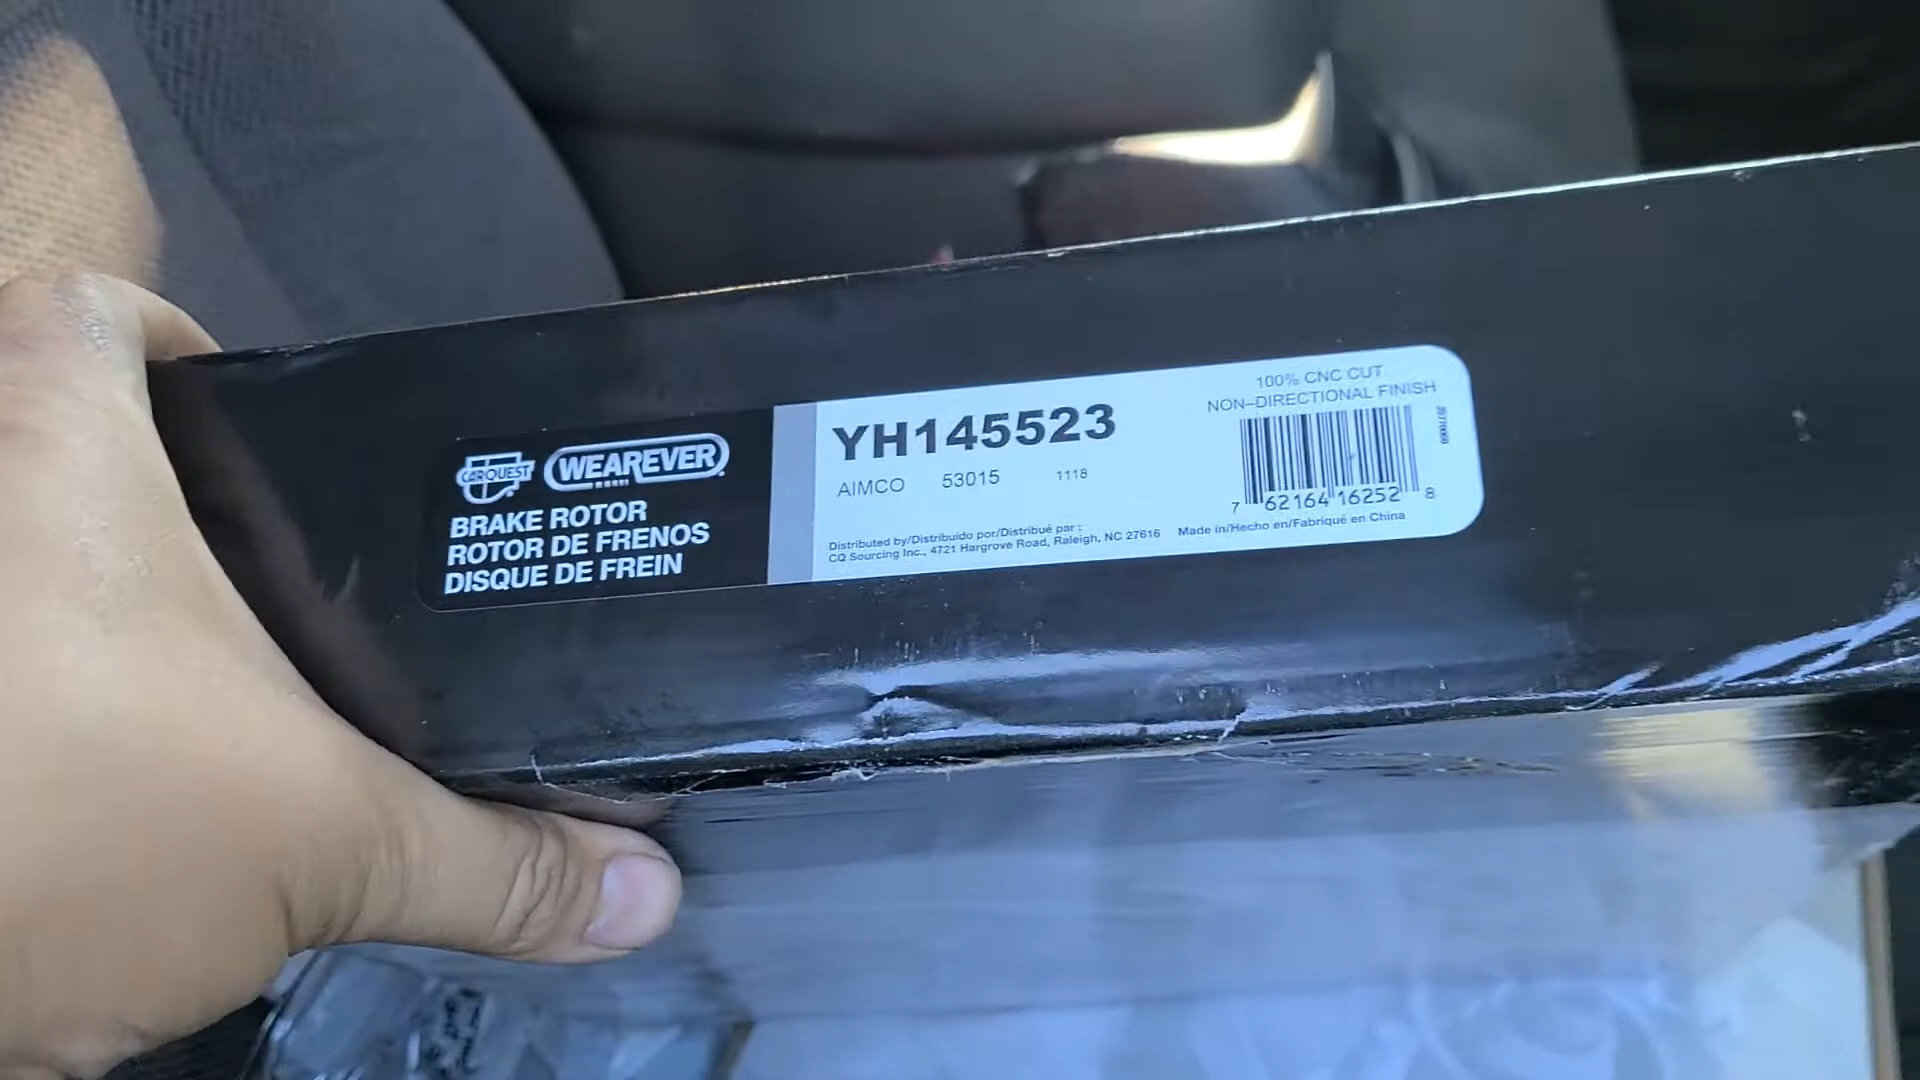 CARQUEST WEAREVER
BRAKE ROTOR
ROTOR DE FRENOS
DISQUE DE FREIN
YH145523
AIMCO 53015 1118
Distributed by/Distribuido por/Distribué par :
CQ Sourcing Inc., 4721 Hargrove Road, Raleigh, NC 27616
100% CNC CUT
NON-DIRECTIONAL FINISH
7 62164 16252 8
Made in/Hecho en/Fabriqué en China